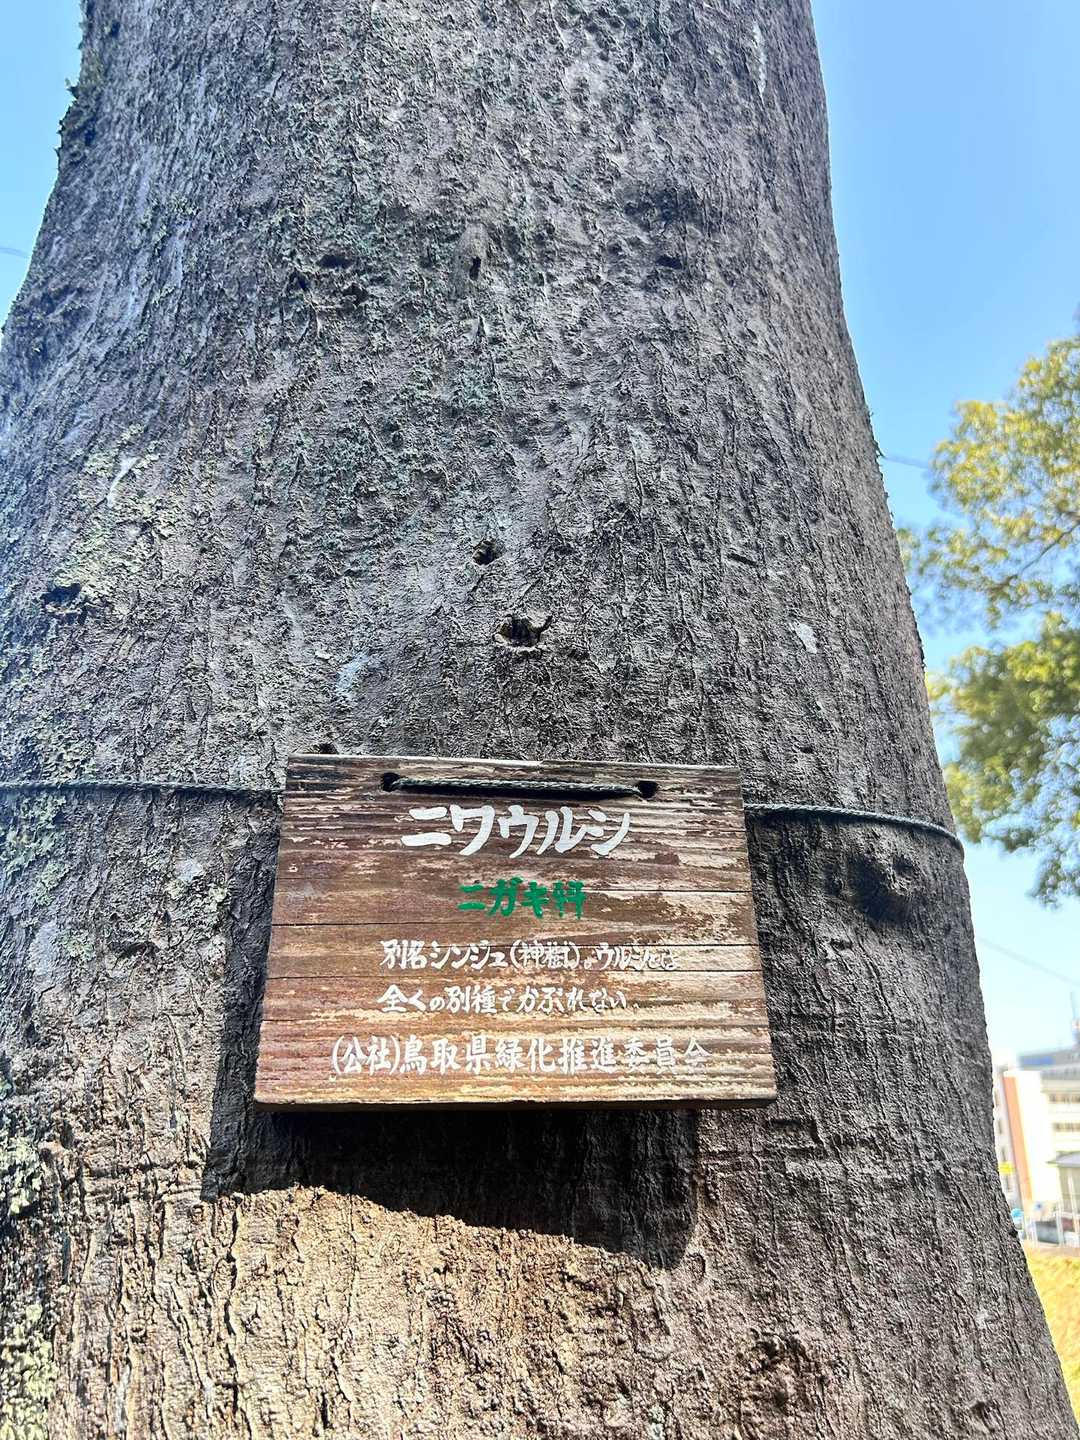 ニワウルシ
ニガキ科
別名シンジュ(神樹)。ウルシとは
全くの別種でかぶれない。
(公社)鳥取県緑化推進委員会